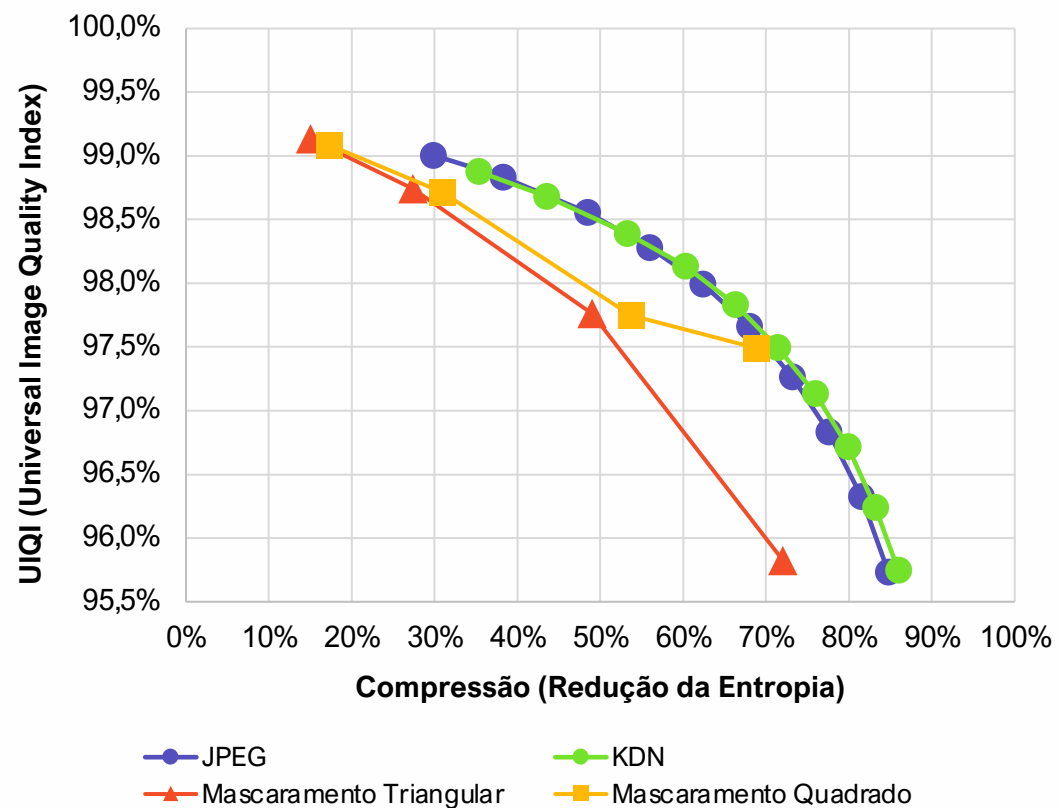 UIQI (Universal Image Quality Index)
100,0%
99,5%
99,0%
98,5%
98,0%
97,5%
97,0%
96,5%
96,0%
95,5%
0% 10% 20% 30% 40% 50% 60% 70% 80% 90% 100%
Compressão (Redução da Entropia)
JPEG KDN
Mascaramento Triangular Mascaramento Quadrado